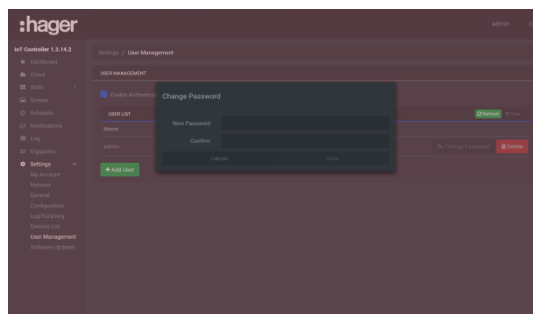 :hager
admin
IoT Controller 1.3.14.2
Dashboard
Cloud
Skills
Scenes
Schedule
Notifications
Log
Diagrams
Settings
My Account
Network
General
Configuration
Log Scripting
Devices List
User Management
Software Updates
Settings / User Management
USER MANAGEMENT
Enable Authentication
USER LIST
Refresh
Filter
Name
admin
Change Password
Delete
+ Add User
Change Password
New Password
Confirm
Cancel
Save